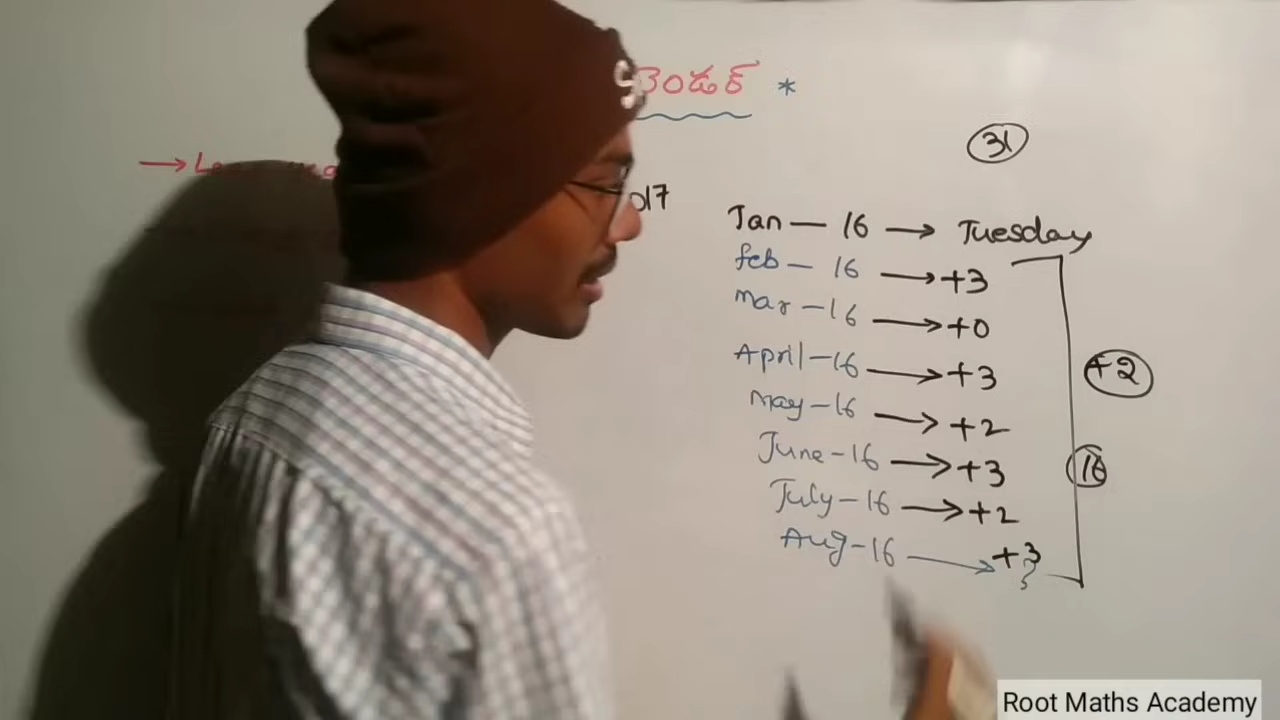 కెండర్ *
31
017
Jan — 16 → Tuesday
feb — 16 → +3
Mar — 16 → +0
April — 16 → +3
May — 16 → +2
June - 16 → +3
July - 16 → +2
Aug - 16 → +3
?
+2
16
Root Maths Academy